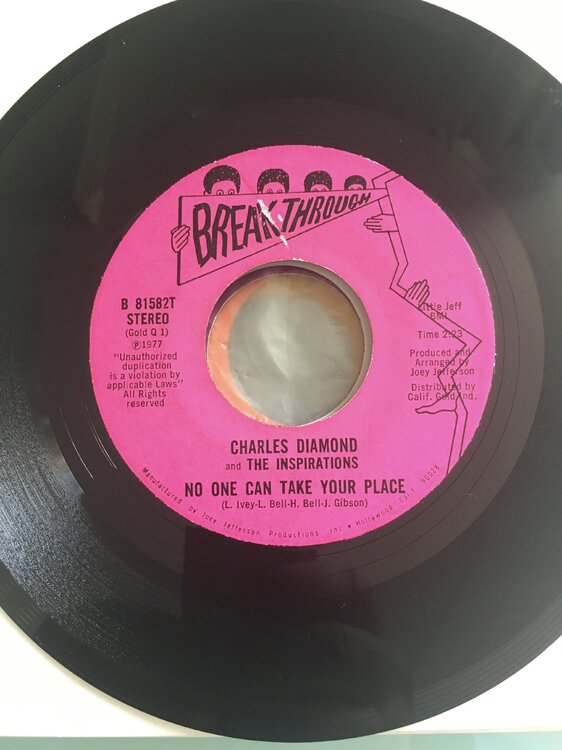 BREAKTHROUGH
B 81582T
STEREO
(Gold Q 1)
℗1977
"Unauthorized
duplication
is a violation by
applicable Laws"
All Rights
reserved
Little Jeff
BMI
Time 2:23
Produced and
Arranged by
Joey Jefferson
Distributed by
Calif. Gold Ind.
CHARLES DIAMOND
and THE INSPIRATIONS
NO ONE CAN TAKE YOUR PLACE
(L. Ivey-L. Bell-H. Bell-J. Gibson)
Manufactured by Joey Jefferson Productions Inc • Hollywood Calif. 90028